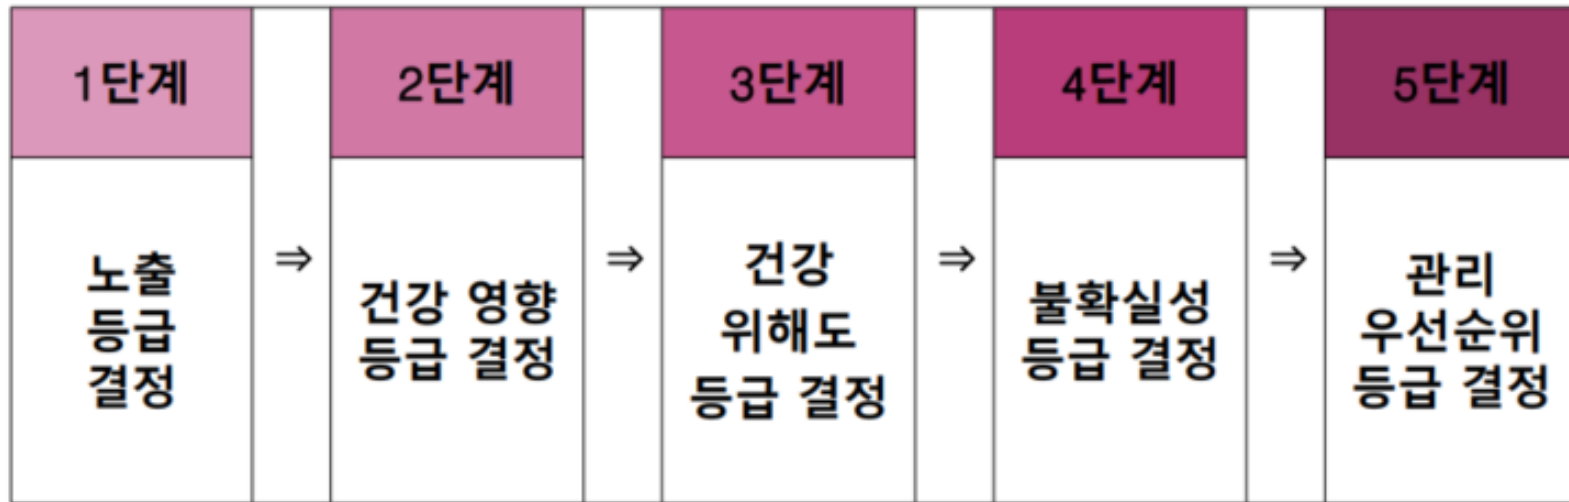 1단계
노출
등급
결정
⇒
2단계
건강 영향
등급 결정
⇒
3단계
건강
위해도
등급 결정
⇒
4단계
불확실성
등급 결정
⇒
5단계
관리
우선순위
등급 결정